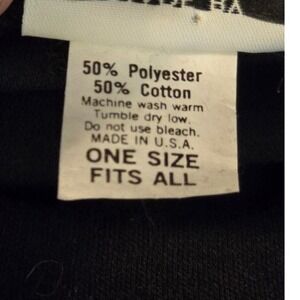 50% Polyester
50% Cotton
Machine wash warm
Tumble dry low.
Do not use bleach.
MADE IN U.S.A.
ONE SIZE
FITS ALL